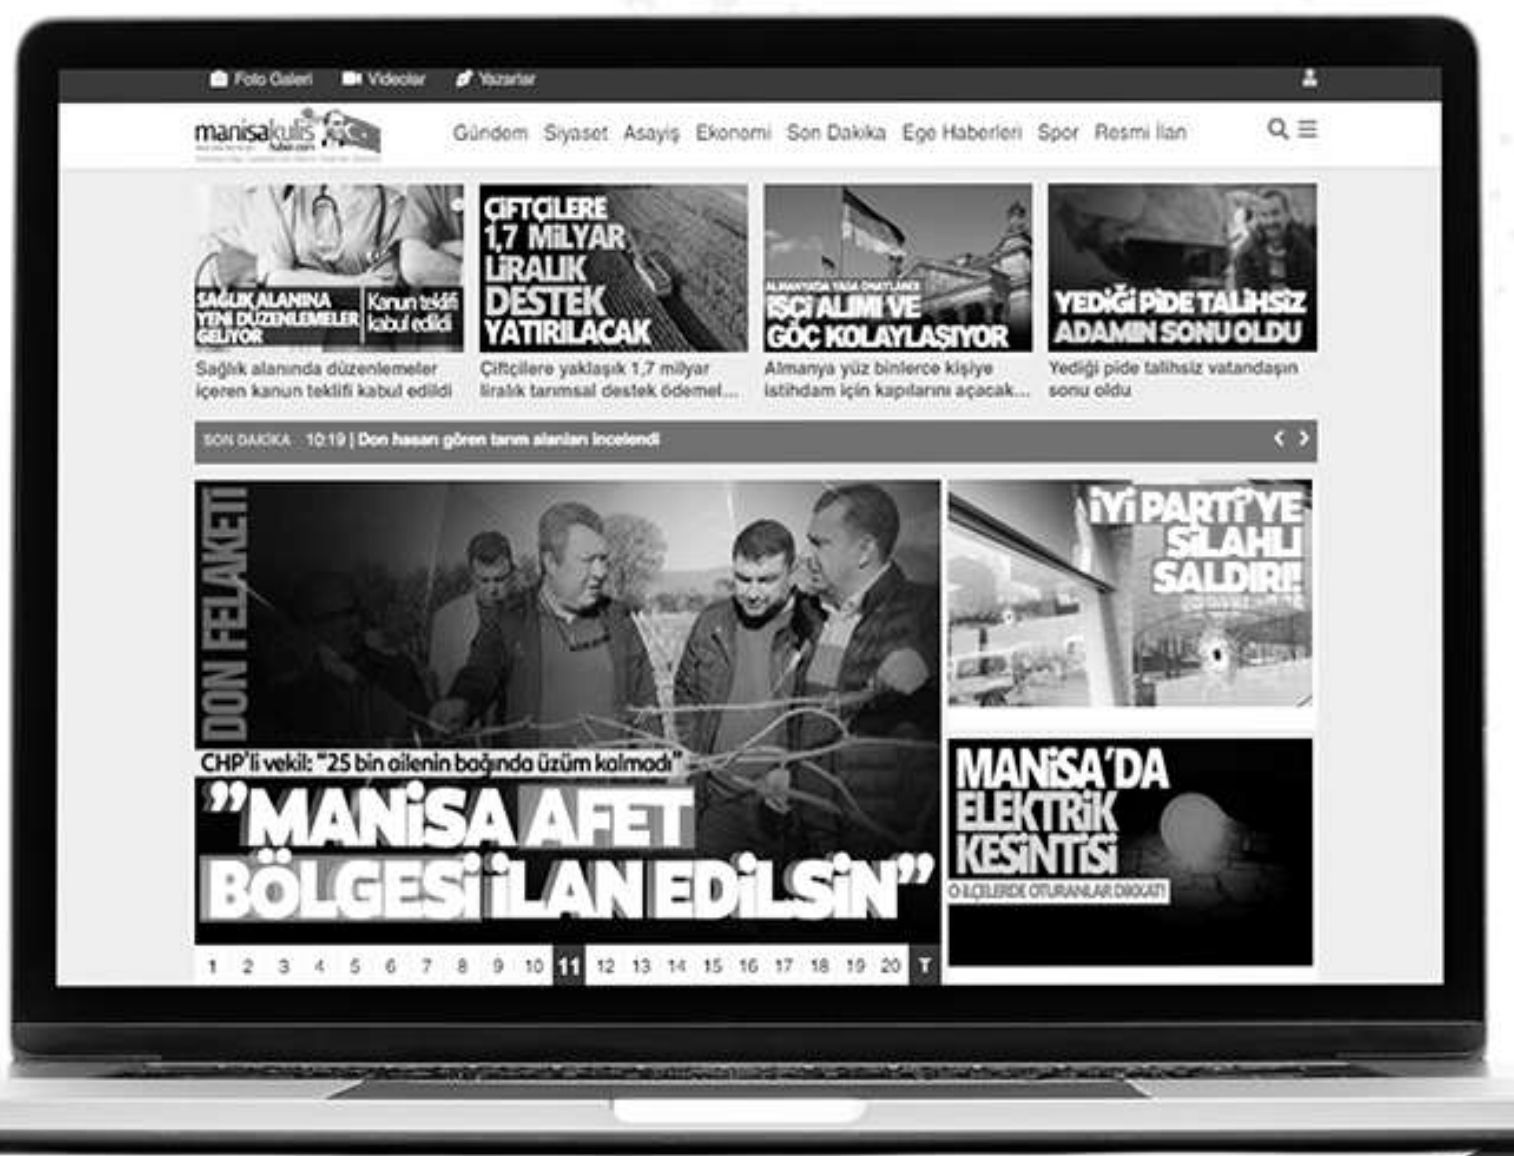 Foto Galeri Videolar Yazarlar
manisakulis
haber.com
Gündem Siyaset Asayiş Ekonomi Son Dakika Ege Haberleri Spor Resmi İlan
SAĞLIK ALANINA
YENİ DÜZENLEMELER
GELİYOR
Kanun teklifi
kabul edildi
Sağlık alanında düzenlemeler
içeren kanun teklifi kabul edildi
ÇİFTÇİLERE
1,7 MİLYAR
LİRALIK
DESTEK
YATIRILACAK
Çiftçilere yaklaşık 1,7 milyar
liralık tarımsal destek ödemel...
ALMANYA'DA YASA ONAYLANDI
İŞÇİ ALIMI VE
GÖÇ KOLAYLAŞIYOR
Almanya yüz binlerce kişiye
istihdam için kapılarını açacak...
YEDİĞİ PİDE TALİHSİZ
ADAMIN SONU OLDU
Yediği pide talihsiz vatandaşın
sonu oldu
SON DAKİKA 10:19 | Don hasarı gören tarım alanları incelendi
DON FELAKETİ
CHP'li vekil: "25 bin ailenin bağında üzüm kalmadı"
"MANİSA AFET
BÖLGESİ İLAN EDİLSİN"
1 2 3 4 5 6 7 8 9 10 11 12 13 14 15 16 17 18 19 20 T
İYİ PARTİ'YE
SİLAHLI
SALDIRI!
MANİSA'DA
ELEKTRİK
KESİNTİSİ
O İLÇELERDE OTURANLAR DİKKAT!